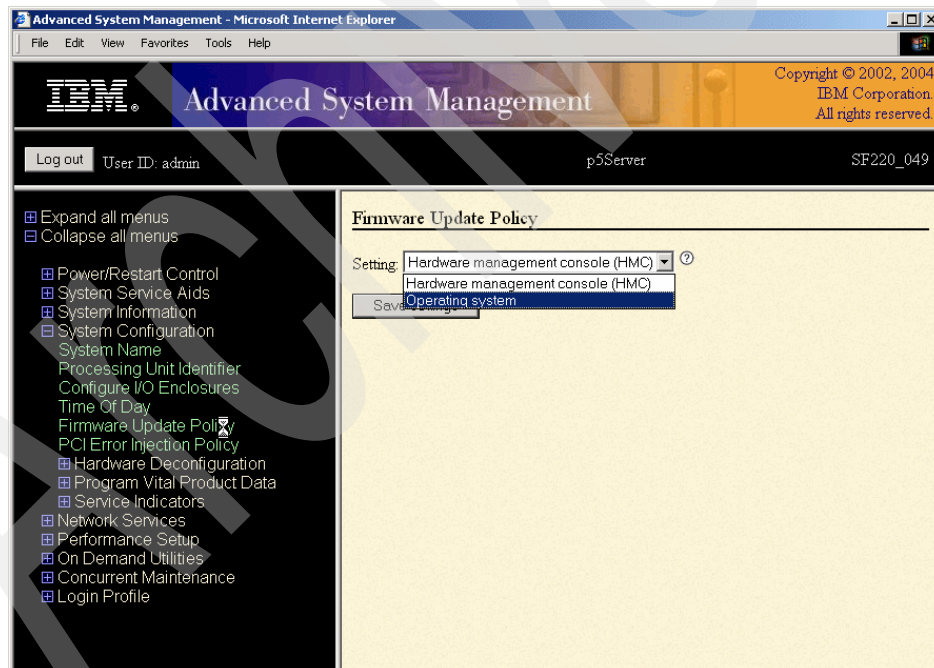 Advanced System Management - Microsoft Internet Explorer
File Edit View Favorites Tools Help
IBM®
Advanced System Management
Copyright © 2002, 2004
IBM Corporation.
All rights reserved.
Log out User ID: admin p5Server SF220_049
Expand all menus
Collapse all menus
Power/Restart Control
System Service Aids
System Information
System Configuration
System Name
Processing Unit Identifier
Configure I/O Enclosures
Time Of Day
Firmware Update Policy
PCI Error Injection Policy
Hardware Deconfiguration
Program Vital Product Data
Service Indicators
Network Services
Performance Setup
On Demand Utilities
Concurrent Maintenance
Login Profile
Firmware Update Policy
Setting: Hardware management console (HMC) ?
Hardware management console (HMC)
Operating system
Save settings